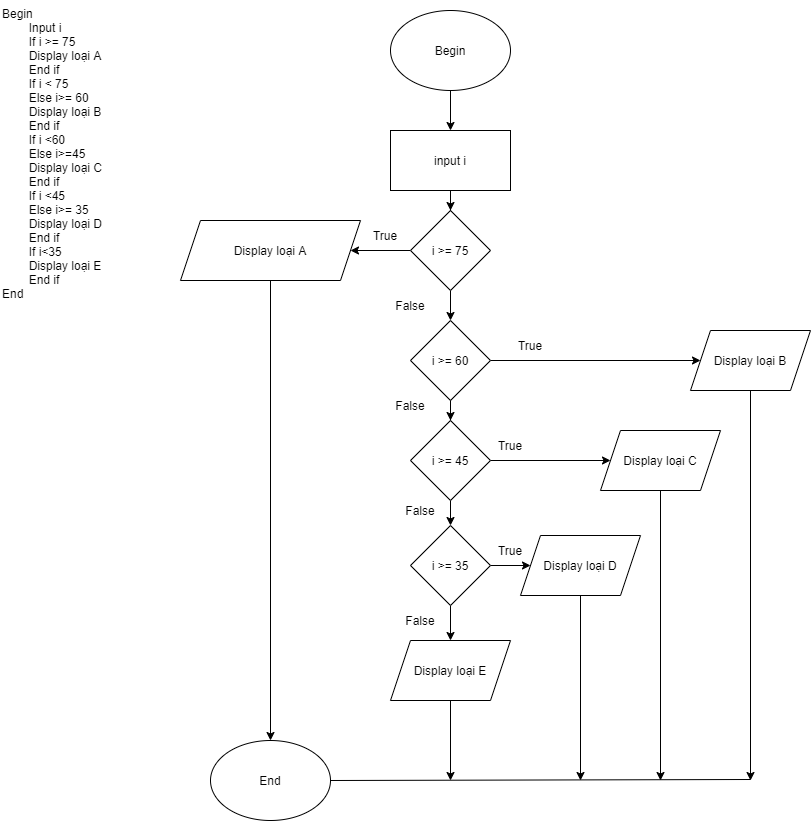 Begin
Input i
If i >= 75
Display loại A
End if
If i < 75
Else i>= 60
Display loại B
End if
If i <60
Else i>=45
Display loại C
End if
If i <45
Else i>= 35
Display loại D
End if
If i<35
Display loại E
End if
End
Begin
input i
i >= 75
True
Display loại A
False
i >= 60
True
Display loại B
False
i >= 45
True
Display loại C
False
i >= 35
True
Display loại D
False
Display loại E
End